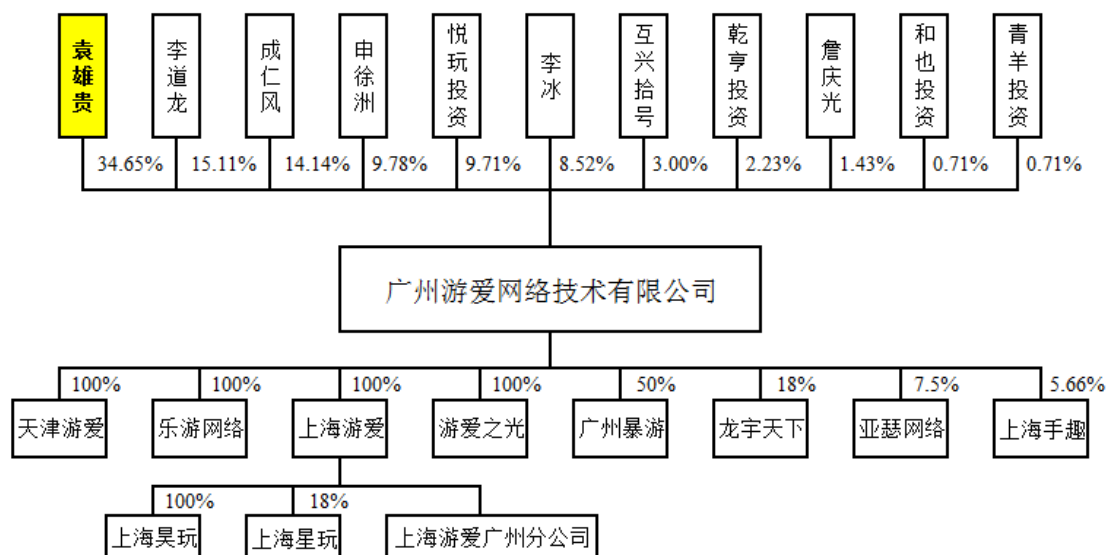 袁雄贵
李道龙
成仁风
申徐洲
悦玩投资
李冰
互兴拾号
乾亨投资
詹庆光
和也投资
青羊投资
34.65% 15.11% 14.14% 9.78% 9.71% 8.52% 3.00% 2.23% 1.43% 0.71% 0.71%
广州游爱网络技术有限公司
100% 100% 100% 100% 50% 18% 7.5% 5.66%
天津游爱 乐游网络 上海游爱 游爱之光 广州暴游 龙宇天下 亚瑟网络 上海手趣
100% 18%
上海昊玩 上海星玩 上海游爱广州分公司